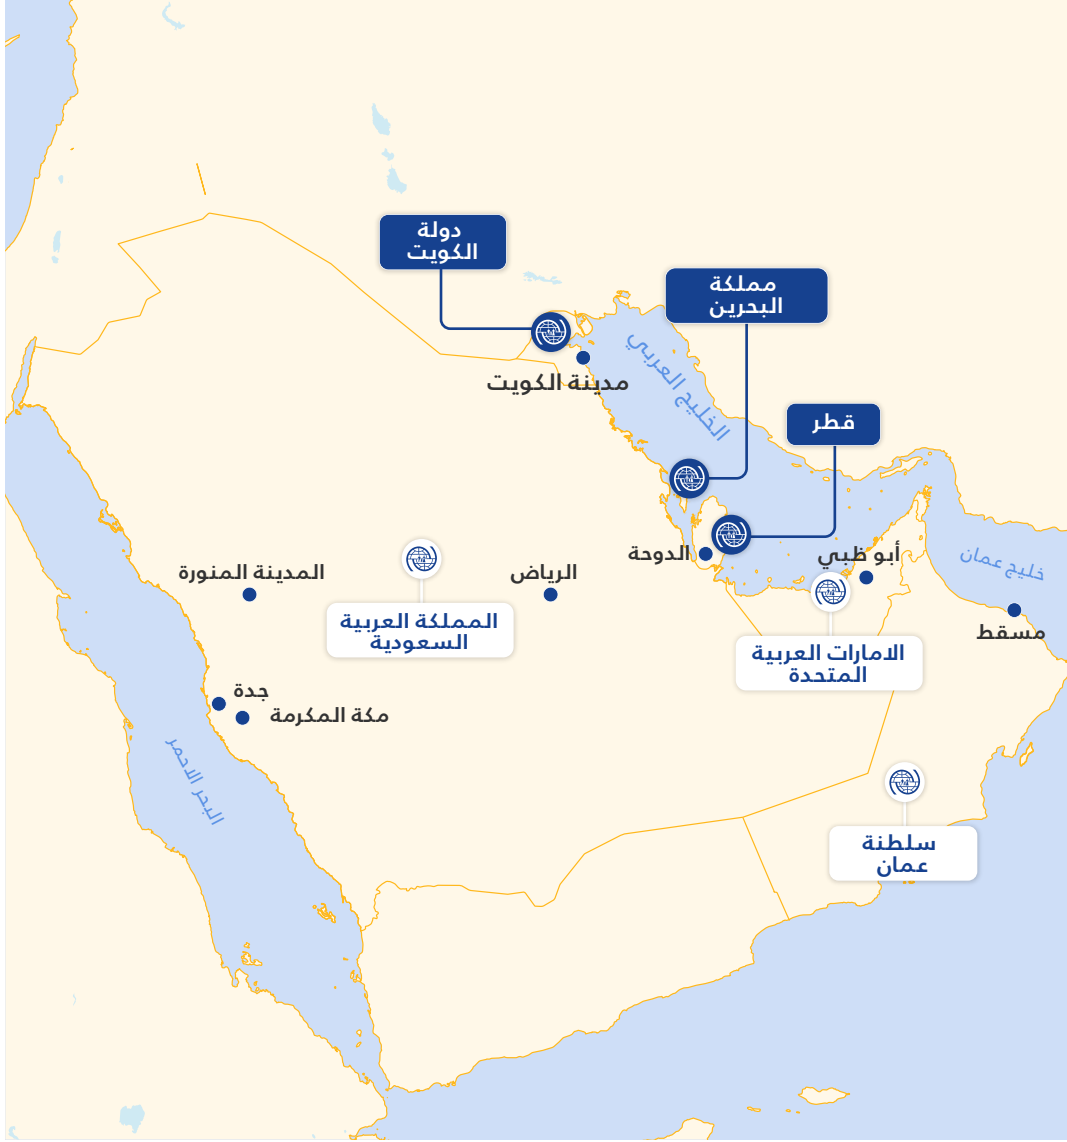 دولة
الكويت
مملكة
البحرين
الخليج العربي
مدينة الكويت
قطر
الدوحة
أبو ظبي
خليج عمان
المدينة المنورة
الرياض
المملكة العربية
السعودية
مسقط
الامارات العربية
المتحدة
جدة
مكة المكرمة
البحر الاحمر
سلطنة
عمان